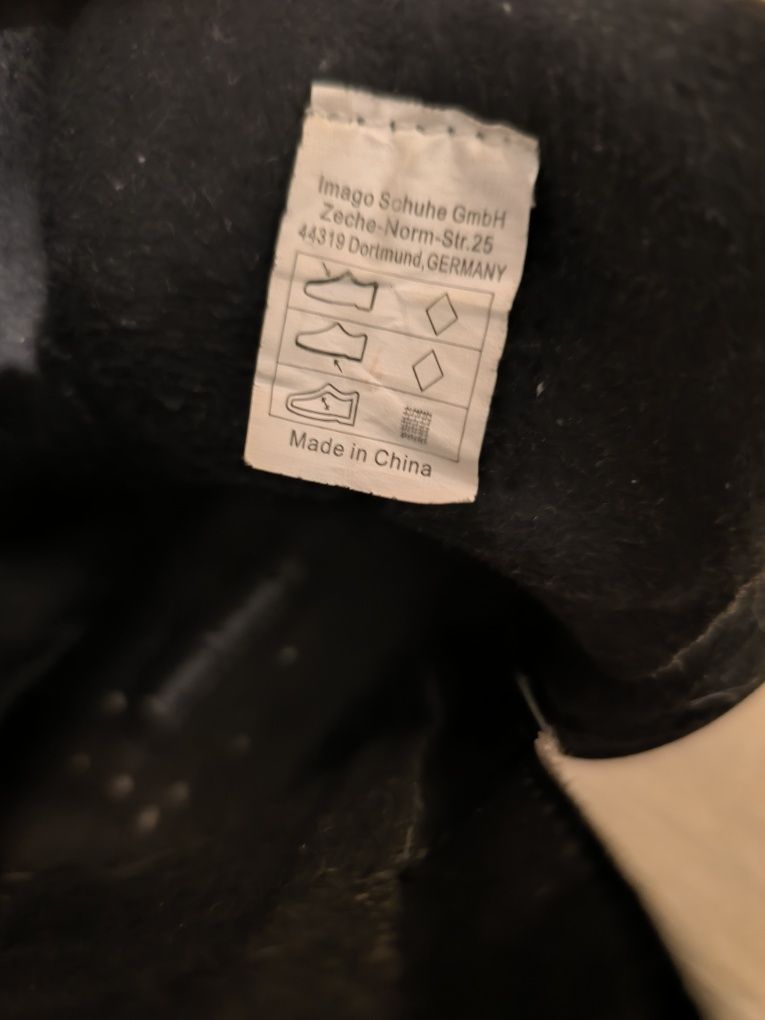 Imago Schuhe GmbH
Zeche-Norm-Str.25
44319 Dortmund,GERMANY
Made in China